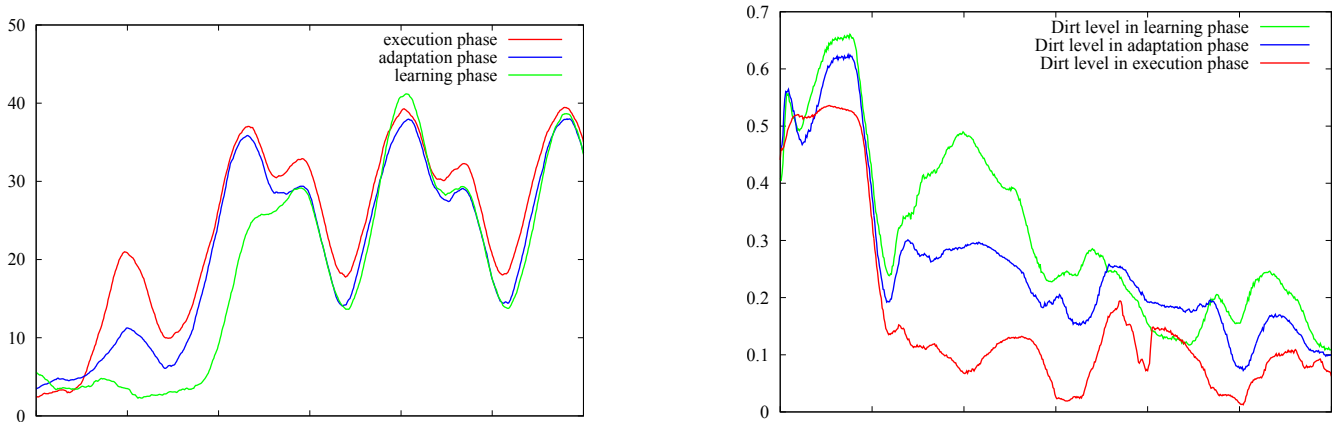 50
40
30
20
10
0
execution phase
adaptation phase
learning phase
0.7
0.6
0.5
0.4
0.3
0.2
0.1
0
Dirt level in learning phase
Dirt level in adaptation phase
Dirt level in execution phase